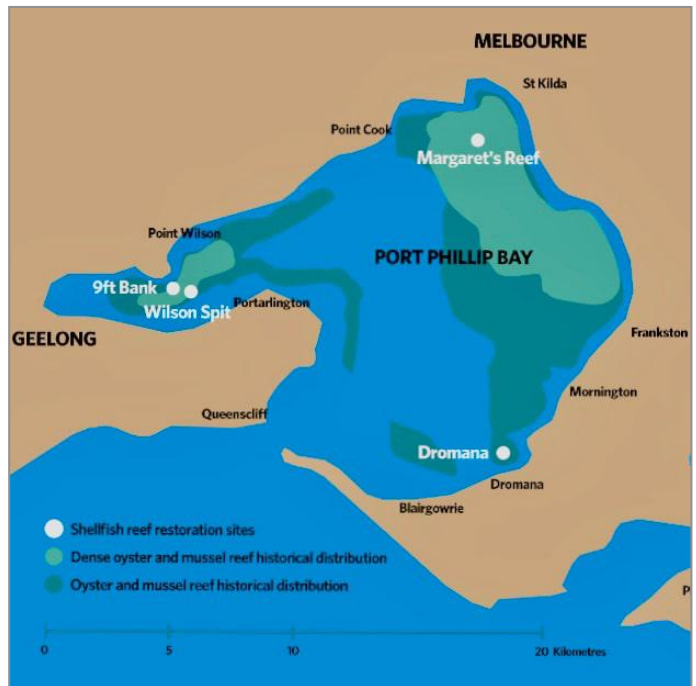 MELBOURNE
St Kilda
Point Cook
Margaret's Reef
Point Wilson
PORT PHILLIP BAY
9ft Bank
Portarlington
Wilson Spit
GEELONG
Frankston
Mornington
Queenscliff
Dromana
Dromana
Blairgowrie
Shellfish reef restoration sites
Dense oyster and mussel reef historical distribution
Oyster and mussel reef historical distribution
P
0 5 10 20 Kilometres